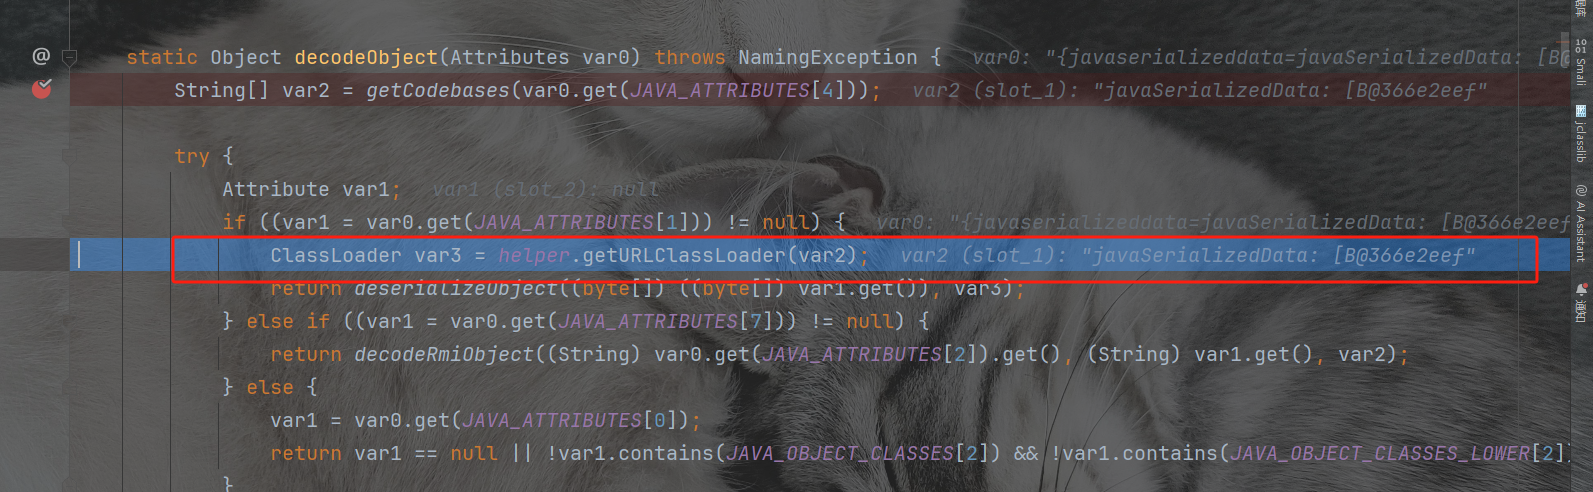 @ static Object decodeObject(Attributes var0) throws NamingException { var0: "{javaserializeddata=javaSerializedData: [B@
String[] var2 = getCodebases(var0.get(JAVA_ATTRIBUTES[4])); var2 (slot_1): "javaSerializedData: [B@366e2eef"
try {
Attribute var1; var1 (slot_2): null
if ((var1 = var0.get(JAVA_ATTRIBUTES[1])) != null) { var0: "{javaserializeddata=javaSerializedData: [B@366e2eef
ClassLoader var3 = helper.getURLClassLoader(var2); var2 (slot_1): "javaSerializedData: [B@366e2eef"
return deserializeObject((byte[]) ((byte[]) var1.get()), var3);
} else if ((var1 = var0.get(JAVA_ATTRIBUTES[7])) != null) {
return decodeRmiObject((String) var0.get(JAVA_ATTRIBUTES[2]).get(), (String) var1.get(), var2);
} else {
var1 = var0.get(JAVA_ATTRIBUTES[0]);
return var1 == null || !var1.contains(JAVA_OBJECT_CLASSES[2]) && !var1.contains(JAVA_OBJECT_CLASSES_LOWER[2])
}
Smali
jclasslib
AI Assistant
通知